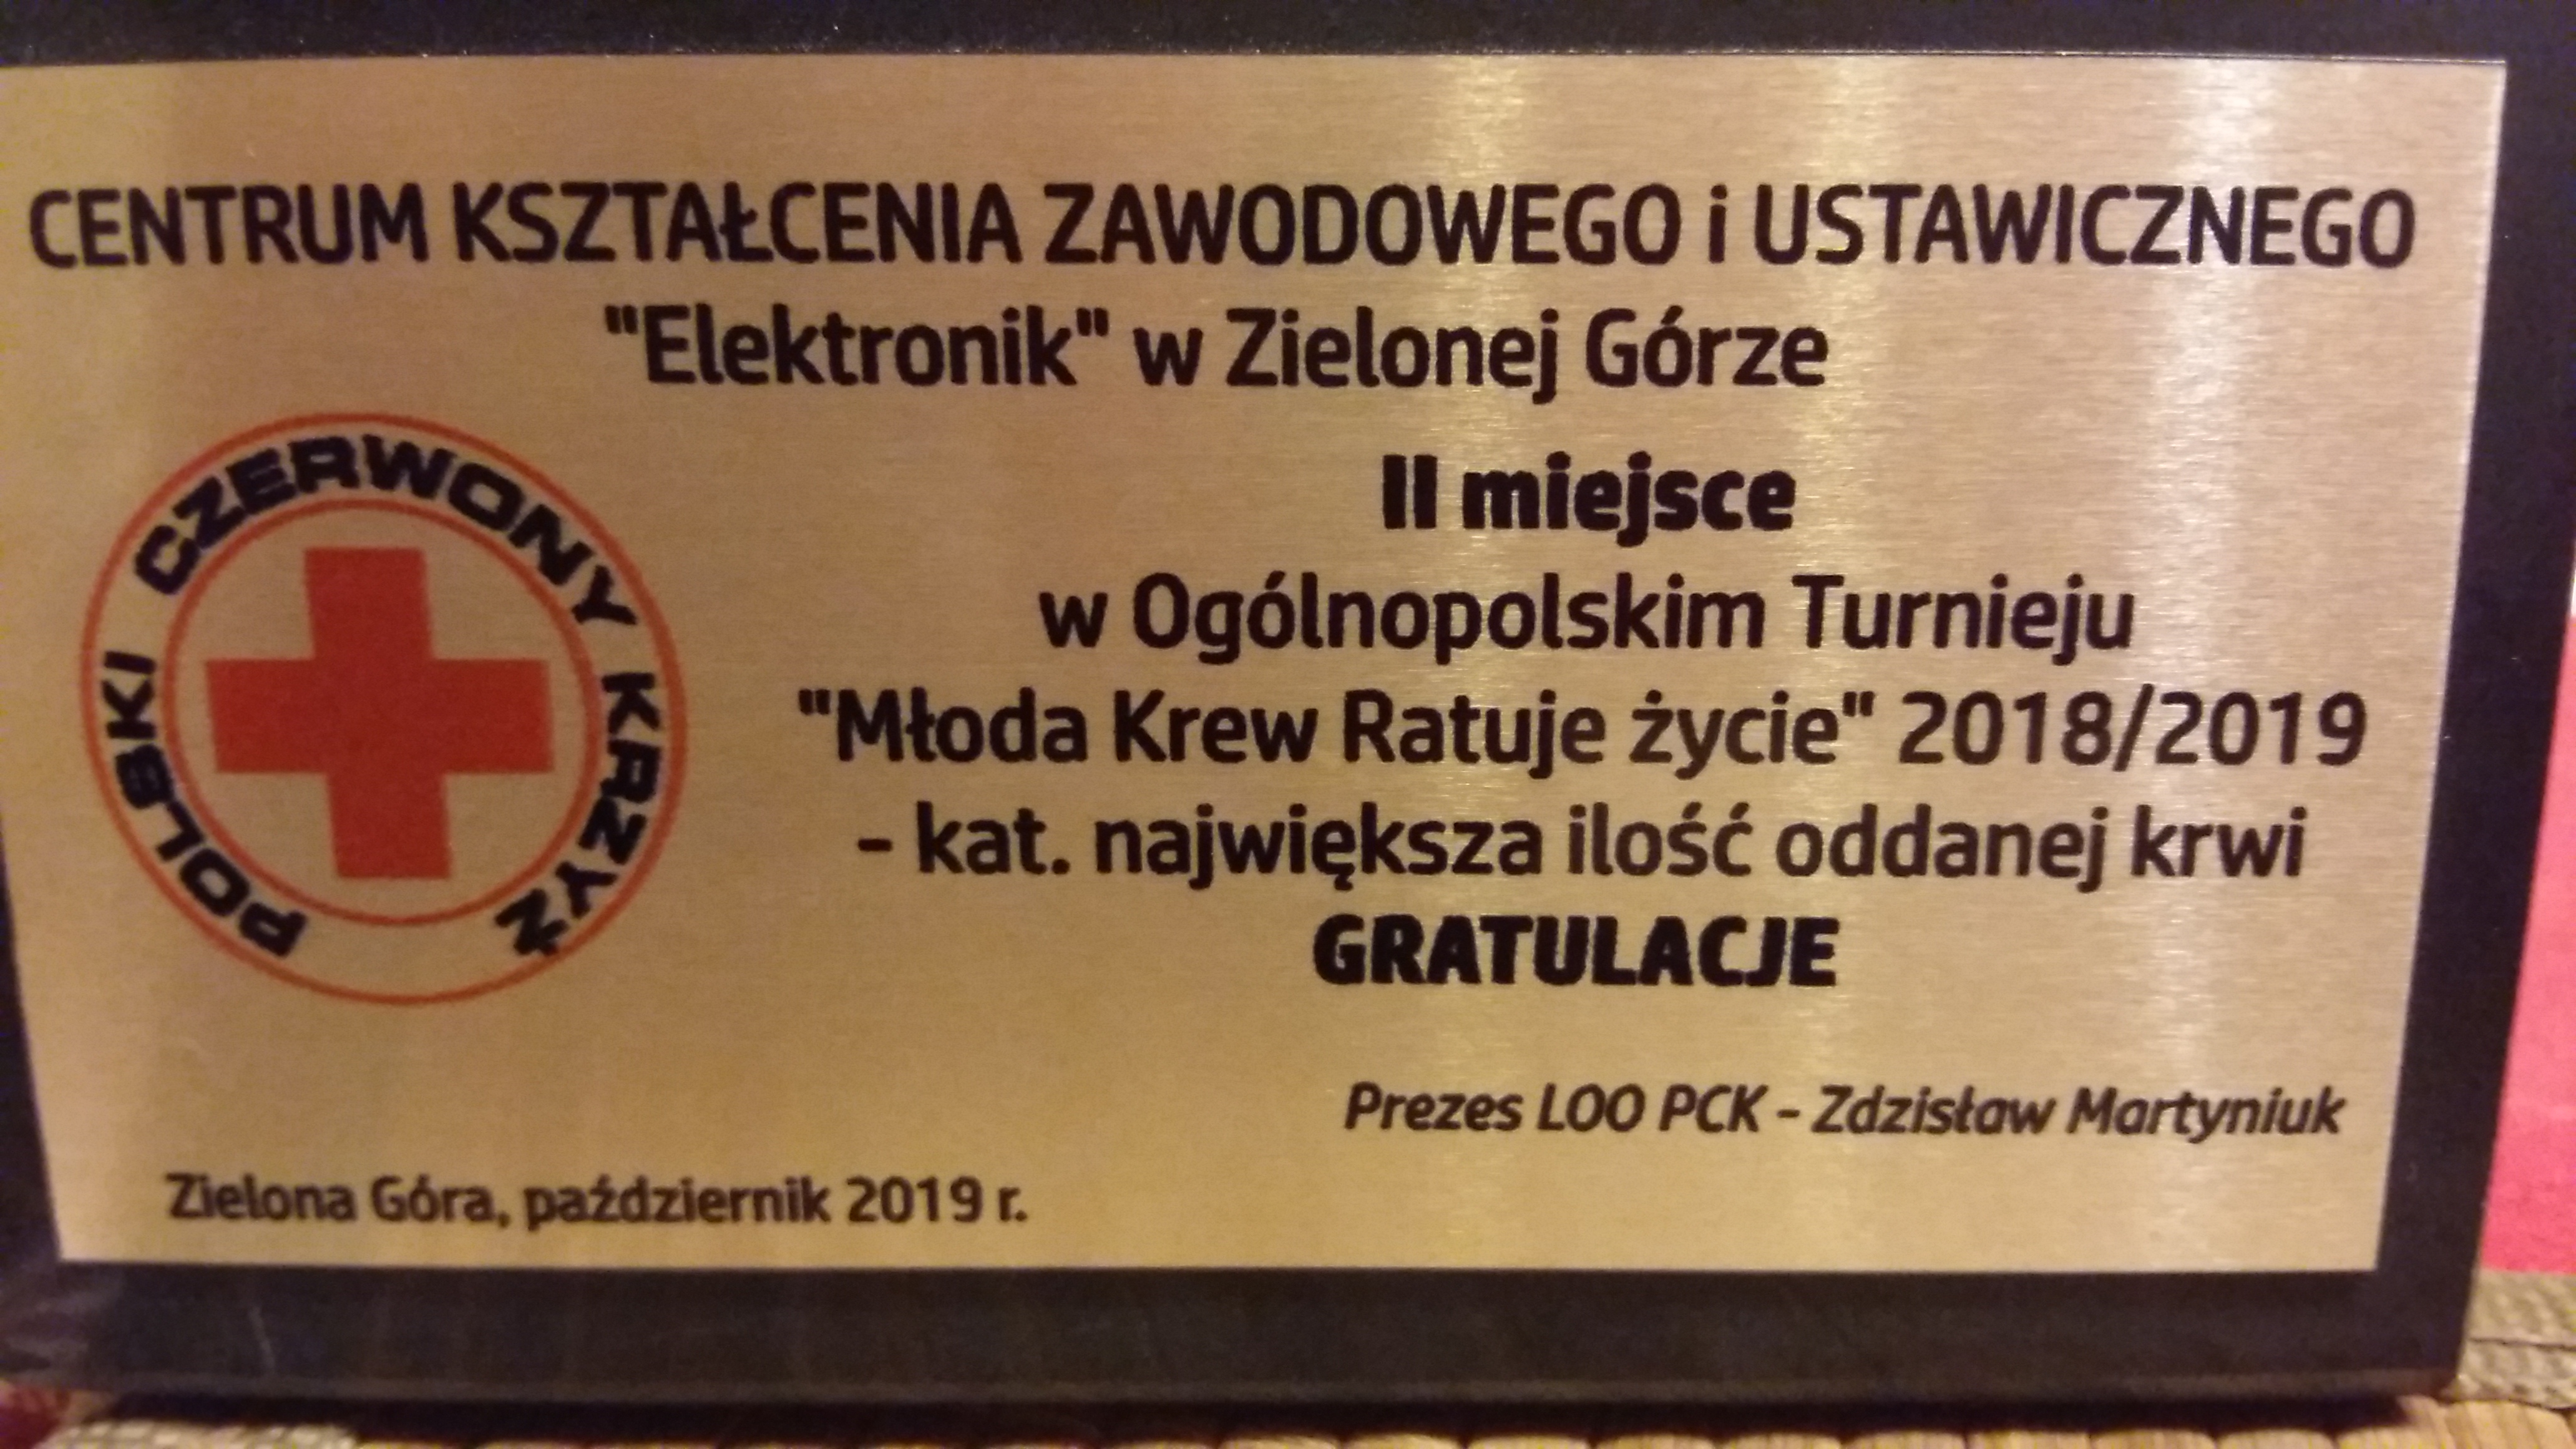 CENTRUM KSZTAŁCENIA ZAWODOWEGO i USTAWICZNEGO
"Elektronik" w Zielonej Górze
POLSKI CZERWONY KRZYŻ
II miejsce
w Ogólnopolskim Turnieju
"Młoda Krew Ratuje życie" 2018/2019
- kat. największa ilość oddanej krwi
GRATULACJE
Prezes LOO PCK - Zdzisław Martyniuk
Zielona Góra, październik 2019 r.